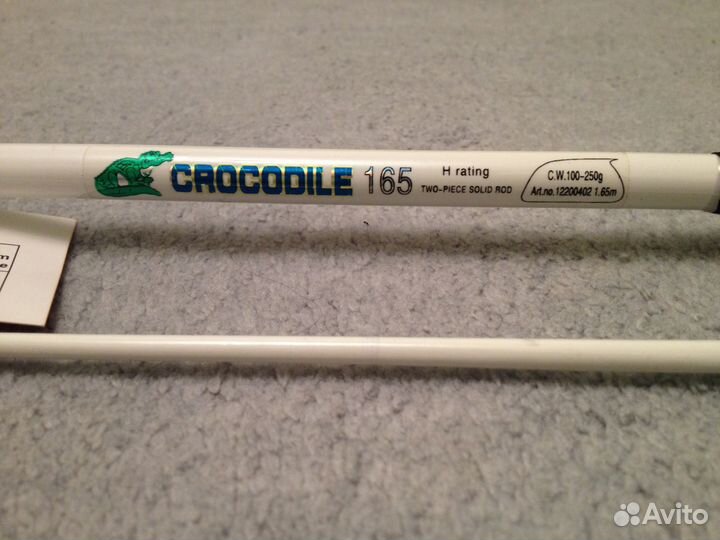 CROCODILE 165
H rating
TWO-PIECE SOLID ROD
C.W.100-250g
Art.no.12200402 1.65m
m
e
Avito